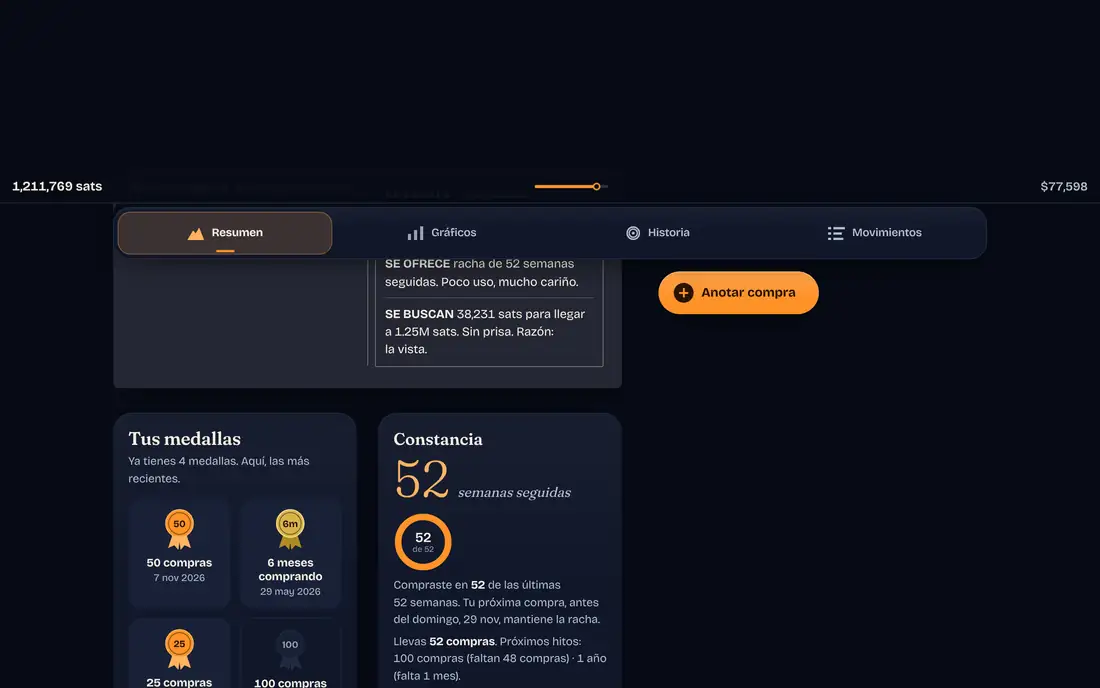 1,211,769 sats
$77,598
Resumen
Gráficos
Historia
Movimientos
SE OFRECE racha de 52 semanas
seguidas. Poco uso, mucho cariño.
SE BUSCAN 38,231 sats para llegar
a 1.25M sats. Sin prisa. Razón:
la vista.
Anotar compra
Tus medallas
Ya tienes 4 medallas. Aquí, las más
recientes.
50
50 compras
7 nov 2026
6m
6 meses
comprando
29 may 2026
25
25 compras
100
100 compras
Constancia
52 semanas seguidas
52
de 52
Compraste en 52 de las últimas
52 semanas. Tu próxima compra, antes
del domingo, 29 nov, mantiene la racha.
Llevas 52 compras. Próximos hitos:
100 compras (faltan 48 compras) · 1 año
(falta 1 mes).